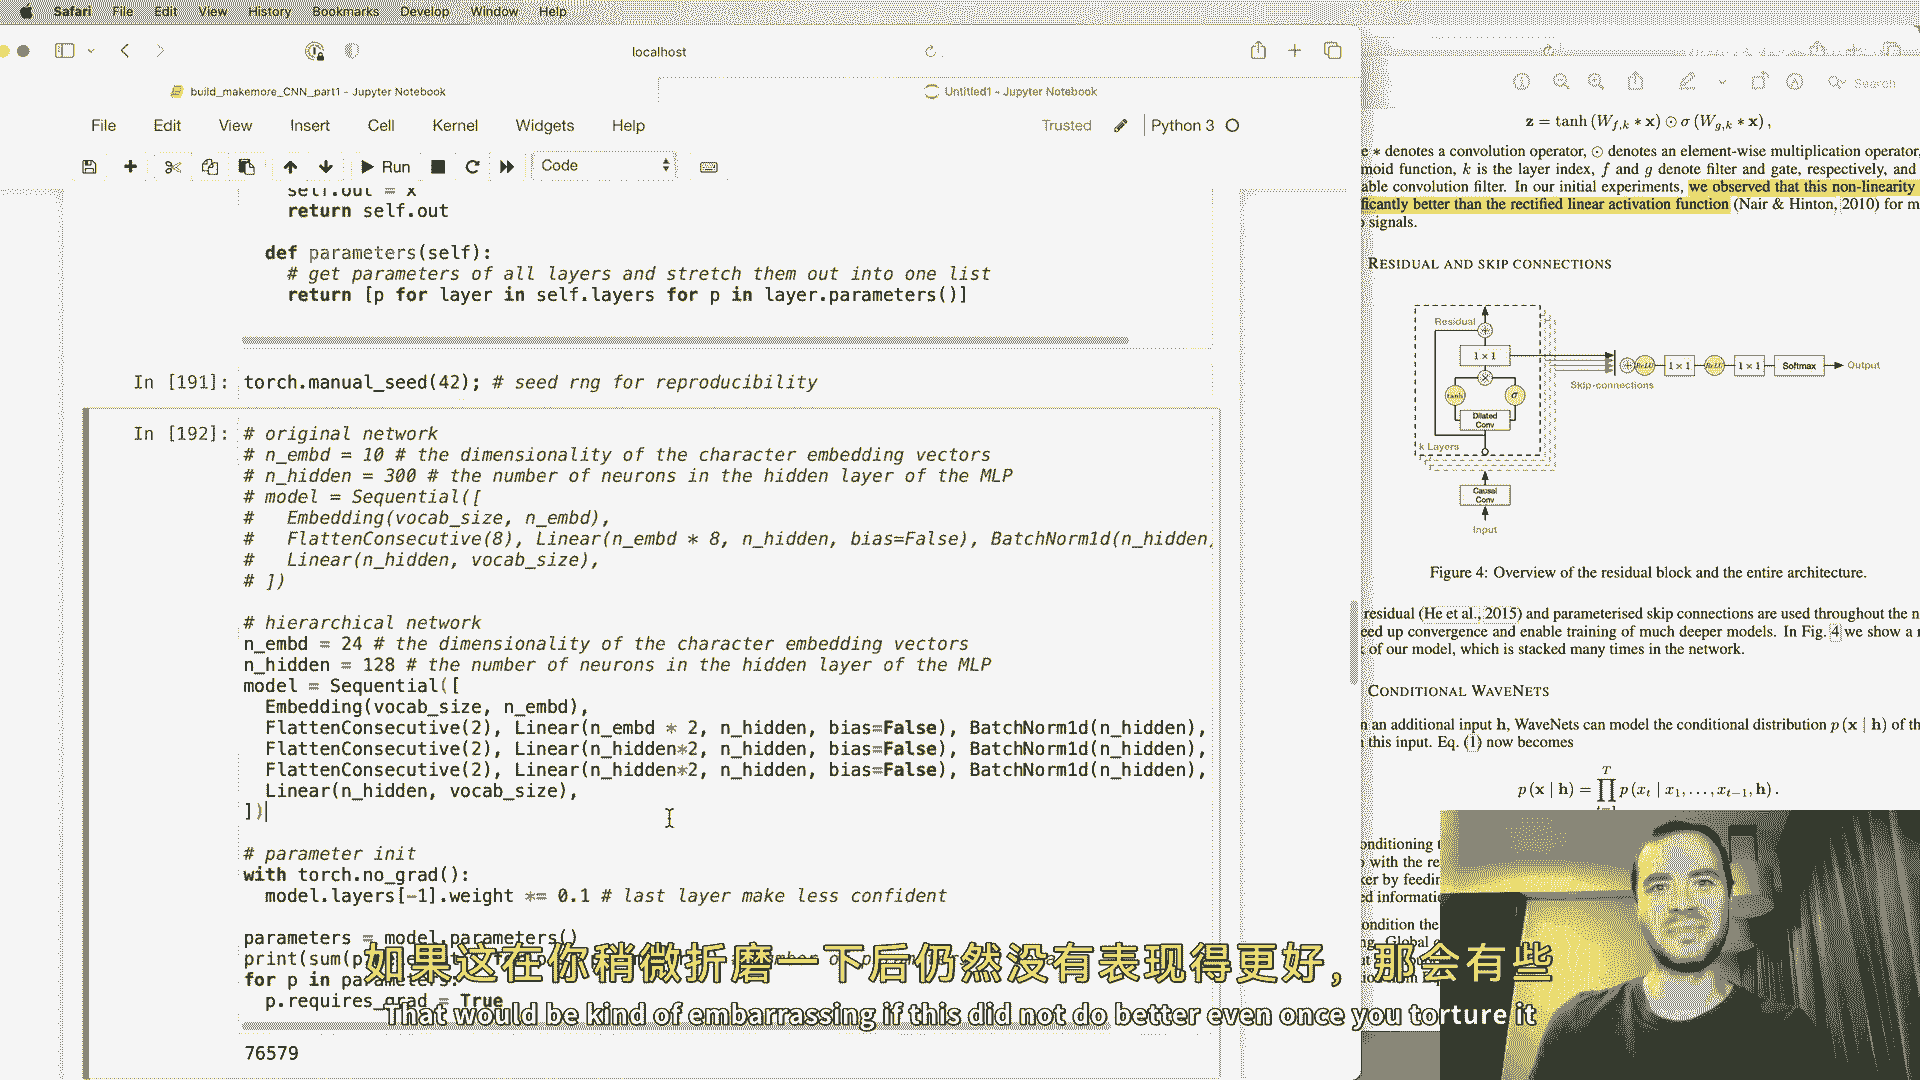 Safari File Edit View History Bookmarks Develop Window Help
localhost
build_makemore_CNN_part1 - Jupyter Notebook
Untitled1 - Jupyter Notebook
File Edit View Insert Cell Kernel Widgets Help
Trusted
Python 3
Run
Code
self.out = x
return self.out
def parameters(self):
# get parameters of all layers and stretch them out into one list
return [p for layer in self.layers for p in layer.parameters()]
In [191]: torch.manual_seed(42); # seed rng for reproducibility
In [192]: # original network
# n_embd = 10 # the dimensionality of the character embedding vectors
# n_hidden = 300 # the number of neurons in the hidden layer of the MLP
# model = Sequential([
#   Embedding(vocab_size, n_embd),
#   FlattenConsecutive(8), Linear(n_embd * 8, n_hidden, bias=False), BatchNorm1d(n_hidden)
#   Linear(n_hidden, vocab_size),
# ])
# hierarchical network
n_embd = 24 # the dimensionality of the character embedding vectors
n_hidden = 128 # the number of neurons in the hidden layer of the MLP
model = Sequential([
Embedding(vocab_size, n_embd),
FlattenConsecutive(2), Linear(n_embd * 2, n_hidden, bias=False), BatchNorm1d(n_hidden),
FlattenConsecutive(2), Linear(n_hidden*2, n_hidden, bias=False), BatchNorm1d(n_hidden),
FlattenConsecutive(2), Linear(n_hidden*2, n_hidden, bias=False), BatchNorm1d(n_hidden),
Linear(n_hidden, vocab_size),
])
# parameter init
with torch.no_grad():
model.layers[-1].weight *= 0.1 # last layer make less confident
parameters = model.parameters()
print(sum(p
for p in parameters:
p.requires_grad = True
76579
Search
z = tanh (W_{f,k} ∗ x) ⊙ σ (W_{g,k} ∗ x),
e ∗ denotes a convolution operator, ⊙ denotes an element-wise multiplication operator,
moid function, k is the layer index, f and g denote filter and gate, respectively, and
able convolution filter. In our initial experiments, we observed that this non-linearity
ficantly better than the rectified linear activation function (Nair & Hinton, 2010) for m
signals.
RESIDUAL AND SKIP CONNECTIONS
Residual
1 × 1
tanh
σ
Dilated
Conv
k Layers
Causal
Conv
Input
Skip-connections
ReLU
1 × 1
ReLU
1 × 1
Softmax
Output
Figure 4: Overview of the residual block and the entire architecture.
residual (He et al., 2015) and parameterised skip connections are used throughout the n
eed up convergence and enable training of much deeper models. In Fig. 4 we show a
of our model, which is stacked many times in the network.
CONDITIONAL WAVENETS
n an additional input h, WaveNets can model the conditional distribution p (x | h) of th
this input. Eq. (1) now becomes
p (x | h) = ∏ p (x_t | x_1, . . . , x_{t−1}, h) .
T
onditioning
with the re
er by feedin
ed informatio
ondition the
如果这在你稍微折磨一下后仍然没有表现得更好，那会有些
That would be kind of embarrassing if this did not do better even once you torture it